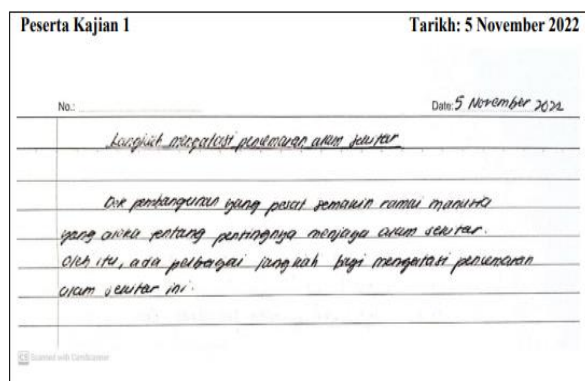 Peserta Kajian 1 Tarikh: 5 November 2022
No.: Date: 5 November 2022
Langkah mengatasi pencemaran alam sekitar
Dek pembangunan yang pesat semakin ramai manusia
yang alpa tentang pentingnya menjaga alam sekitar.
Oleh itu, ada pelbagai langkah bagi mengatasi pencemaran
alam sekitar ini.
CS Scanned with CamScanner